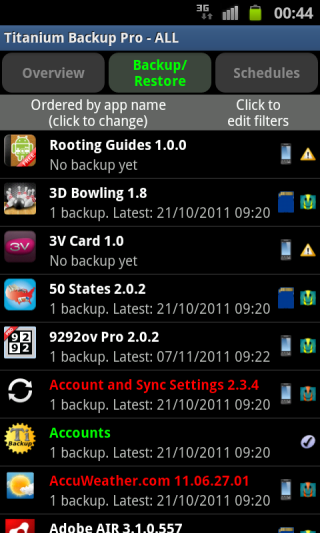 3G 00:44
Titanium Backup Pro - ALL
Overview
Backup/
Restore
Schedules
Ordered by app name
(click to change)
Click to
edit filters
Rooting Guides 1.0.0
No backup yet
3D Bowling 1.8
1 backup. Latest: 21/10/2011 09:20
3V
3V Card 1.0
No backup yet
50 States 2.0.2
1 backup. Latest: 21/10/2011 09:20
92
92
9292ov Pro 2.0.2
1 backup. Latest: 07/11/2011 09:22
Account and Sync Settings 2.3.4
1 backup. Latest: 21/10/2011 09:20
Ti
Backup
Accounts
1 backup. Latest: 21/10/2011 09:20
AccuWeather.com 11.06.27.01
1 backup. Latest: 21/10/2011 09:20
Adobe AIR 3.1.0.557